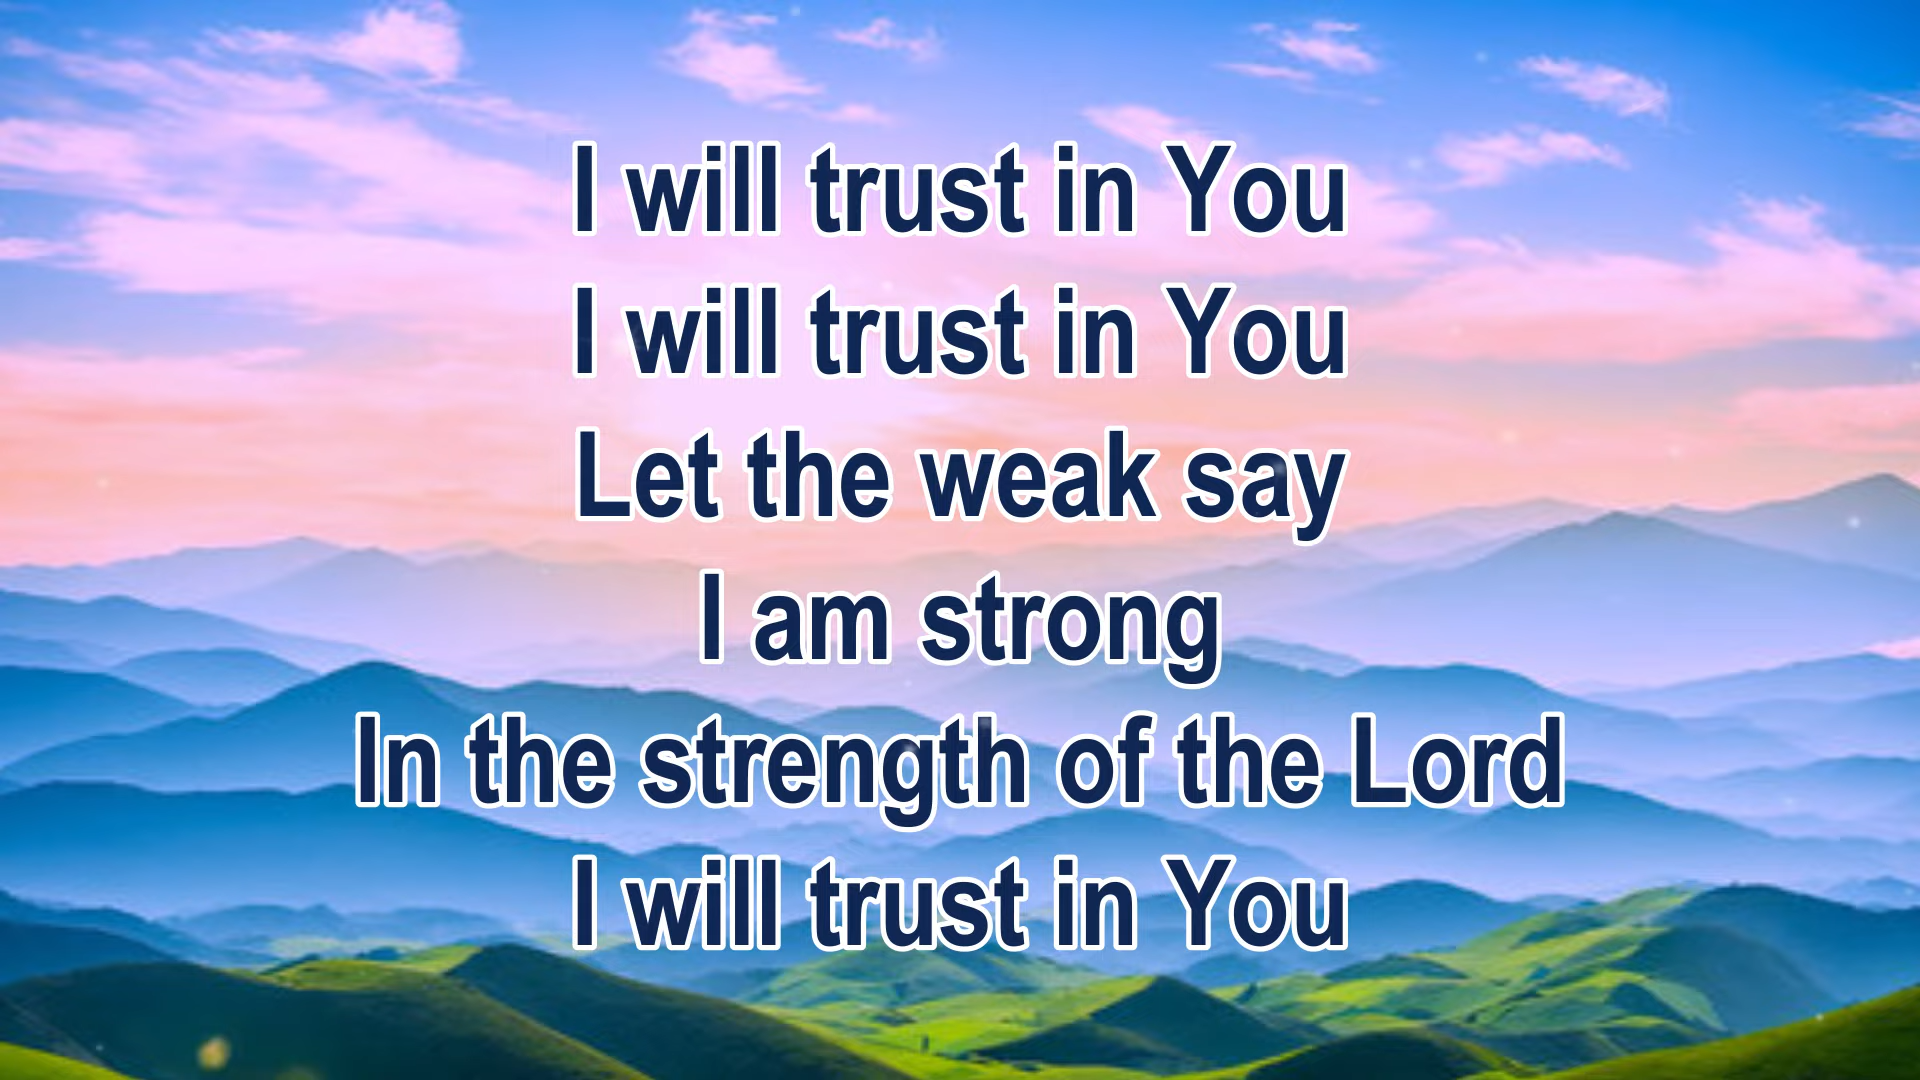 I will trust in You
I will trust in You
Let the weak say
I am strong
In the strength of the Lord
I will trust in You